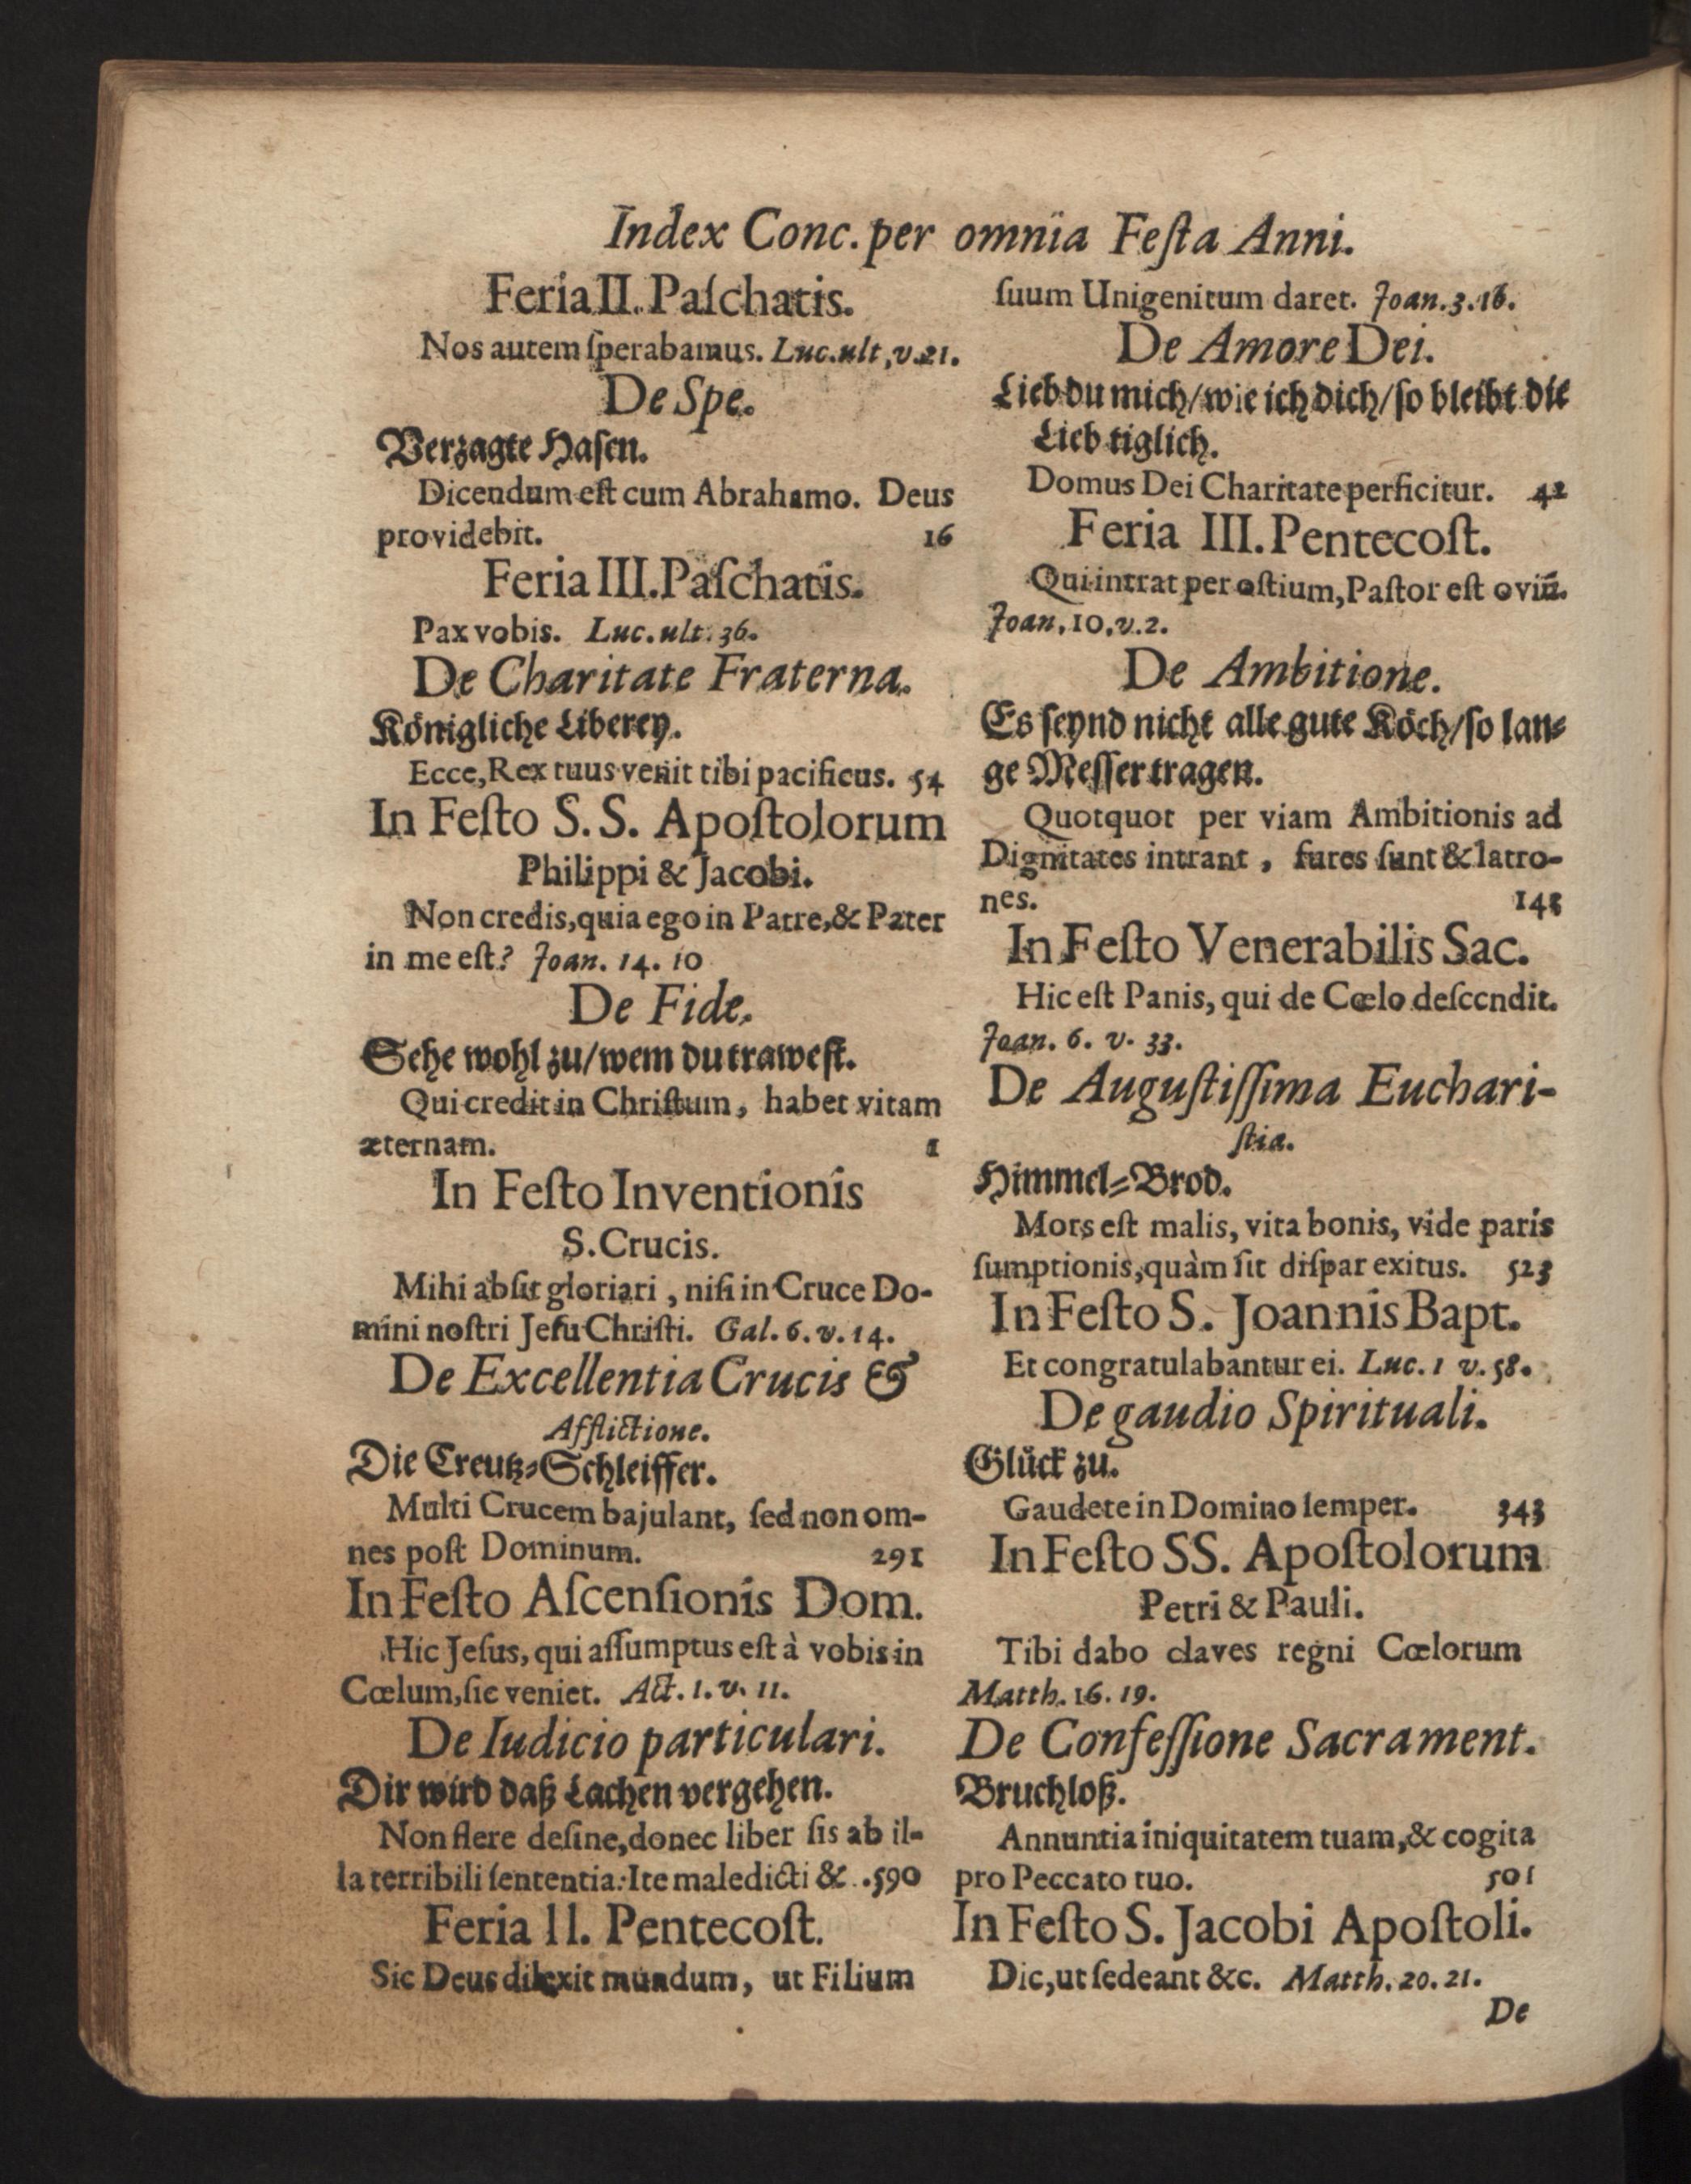 Index Conc. per omnia Feſta Anni.
Feria II. Paſchatis.
Nos autem ſperabamus. Luc. ult, v. 21.
De Spe.
Verzagte Haſen.
Dicendum eſt cum Abrahamo. Deus
providebit. 16
Feria III. Paſchatis.
Pax vobis. Luc. ult. 36.
De Charitate Fraterna.
Königliche Liberey.
Ecce, Rex tuus venit tibi pacificus. 54
In Feſto S. S. Apoſtolorum
Philippi & Jacobi.
Non credis, quia ego in Patre, & Pater
in me eſt? Joan. 14. 10
De Fide.
Sehe wohl zu/wem du traweſt.
Qui credit in Chriſtum, habet vitam
æternam. 1
In Feſto Inventionis
S. Crucis.
Mihi abſit gloriari, niſi in Cruce Do-
mini noſtri Jeſu Chriſti. Gal. 6. v. 14.
De Excellentia Crucis &
Afflictione.
Die Creutz-Schleiffer.
Multi Crucem bajulant, ſed non om-
nes poſt Dominum. 291
In Feſto Aſcenſionis Dom.
Hic Jeſus, qui aſſumptus eſt à vobis in
Cœlum, ſic veniet. Act. 1. v. 11.
De Iudicio particulari.
Dir wird daß Lachen vergehen.
Non flere deſine, donec liber ſis ab il-
la terribili ſententia: Ite maledicti &. 590
Feria II. Pentecoſt.
Sic Deus dilexit mundum, ut Filium
ſuum Unigenitum daret. Joan. 3. 16.
De Amore Dei.
Lieb du mich/wie ich dich/ſo bleibt die
Lieb tiglich.
Domus Dei Charitate perficitur. 42
Feria III. Pentecoſt.
Qui intrat per oſtium, Paſtor eſt oviũ.
Joan. 10. v. 2.
De Ambitione.
Es ſeynd nicht alle gute Köch/ſo lan-
ge Meſſer tragen.
Quotquot per viam Ambitionis ad
Dignitates intrant, fures ſunt & latro-
nes.
In Feſto Venerabilis Sac.
Hic eſt Panis, qui de Cœlo deſcendit.
Joan. 6. v. 33.
De Auguſtiſſima Euchari-
ſtia.
Himmel-Brod.
Mors eſt malis, vita bonis, vide paris
ſumptionis, quàm ſit diſpar exitus. 523
In Feſto S. Joannis Bapt.
Et congratulabantur ei. Luc. 1 v. 58.
De gaudio Spirituali.
Glück zu.
Gaudete in Domino ſemper. 343
In Feſto SS. Apoſtolorum
Petri & Pauli.
Tibi dabo claves regni Cœlorum
Matth. 16. 19.
De Confeſſione Sacrament.
Bruchloß.
Annuntia iniquitatem tuam, & cogita
pro Peccato tuo. 501
In Feſto S. Jacobi Apoſtoli.
Dic, ut ſedeant &c. Matth. 20. 21.
De